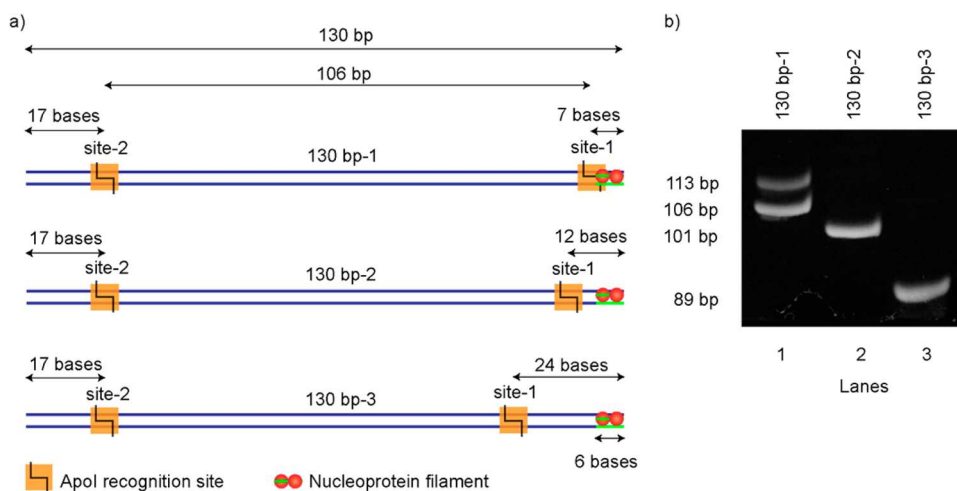 a)
130 bp
106 bp
17 bases
7 bases
site-2
130 bp-1
site-1
17 bases
12 bases
site-2
130 bp-2
site-1
17 bases
24 bases
site-2
130 bp-3
site-1
6 bases
ApoI recognition site
Nucleoprotein filament
b)
130 bp-1
130 bp-2
130 bp-3
113 bp
106 bp
101 bp
89 bp
1 2 3
Lanes